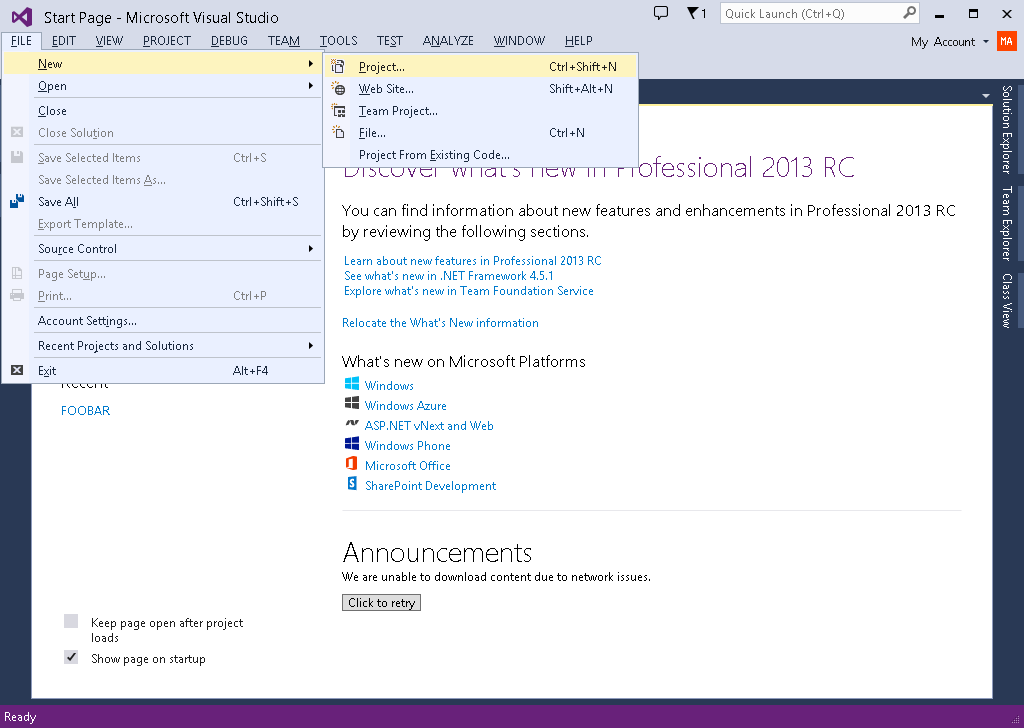 Start Page - Microsoft Visual Studio
1
Quick Launch (Ctrl+Q)
FILE EDIT VIEW PROJECT DEBUG TEAM TOOLS TEST ANALYZE WINDOW HELP
My Account
MA
New
Open
Close
Close Solution
Save Selected Items Ctrl+S
Save Selected Items As...
Save All Ctrl+Shift+S
Export Template...
Source Control
Page Setup...
Print... Ctrl+P
Account Settings...
Recent Projects and Solutions
Exit Alt+F4
Project... Ctrl+Shift+N
Web Site... Shift+Alt+N
Team Project...
File... Ctrl+N
Project From Existing Code...
Discover what's new in Professional 2013 RC
You can find information about new features and enhancements in Professional 2013 RC
by reviewing the following sections.
Learn about new features in Professional 2013 RC
See what's new in .NET Framework 4.5.1
Explore what's new in Team Foundation Service
Relocate the What's New information
What's new on Microsoft Platforms
Windows
Windows Azure
ASP.NET vNext and Web
Windows Phone
Microsoft Office
SharePoint Development
Announcements
We are unable to download content due to network issues.
Click to retry
Recent
FOOBAR
Keep page open after project
loads
Show page on startup
Solution Explorer
Team Explorer
Class View
Ready